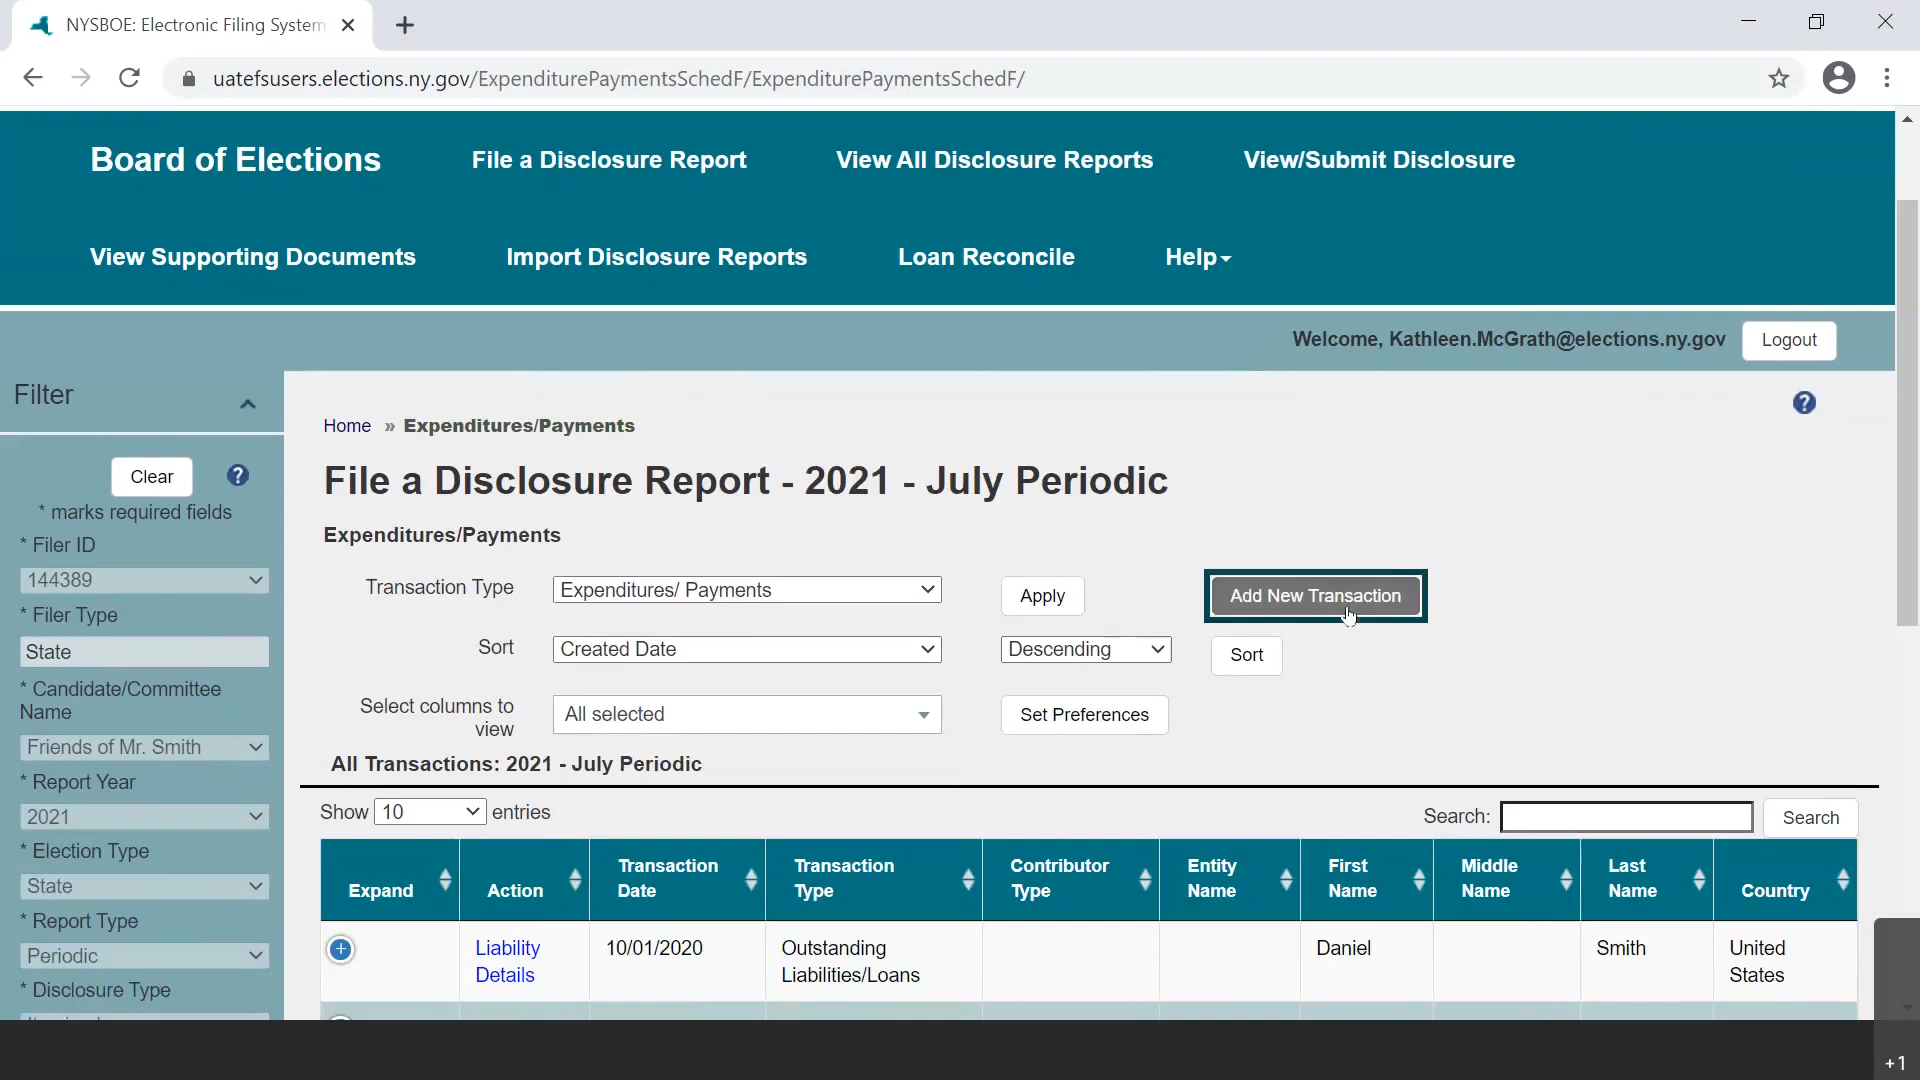 NYSBOE: Electronic Filing System
uatefsusers.elections.ny.gov/ExpenditurePaymentsSchedF/ExpenditurePaymentsSchedF/
Board of Elections
File a Disclosure Report
View All Disclosure Reports
View/Submit Disclosure
View Supporting Documents
Import Disclosure Reports
Loan Reconcile
Help
Welcome, Kathleen.McGrath@elections.ny.gov
Logout
Filter
Clear
?
* marks required fields
* Filer ID
144389
* Filer Type
State
* Candidate/Committee
Name
Friends of Mr. Smith
* Report Year
2021
* Election Type
State
* Report Type
Periodic
* Disclosure Type
?
Home » Expenditures/Payments
File a Disclosure Report - 2021 - July Periodic
Expenditures/Payments
Transaction Type
Expenditures/ Payments
Apply
Add New Transaction
Sort
Created Date
Descending
Sort
Select columns to
view
All selected
Set Preferences
All Transactions: 2021 - July Periodic
Show 10 entries
Search:
Search
Expand
Action
Transaction
Date
Transaction
Type
Contributor
Type
Entity
Name
First
Name
Middle
Name
Last
Name
Country
Liability
Details
10/01/2020
Outstanding
Liabilities/Loans
Daniel
Smith
United
States
+1